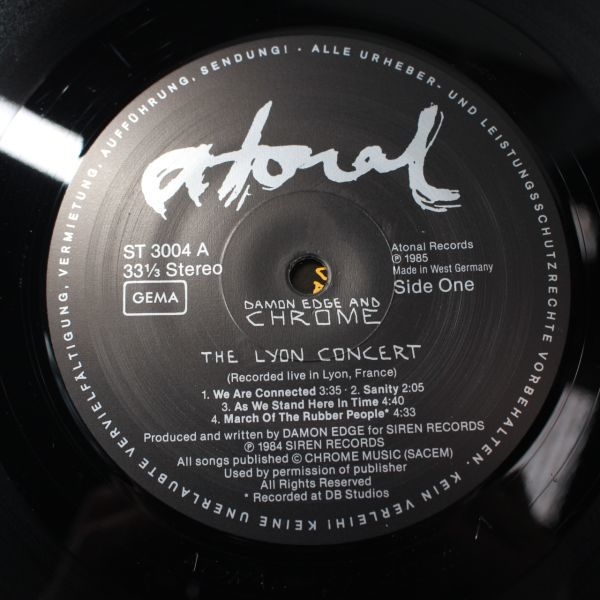 ALLE URHEBER- UND LEISTUNGSSCHUTZRECHTE VORBEHALTEN. KEIN VERLEIH! KEINE UNERLAUBTE VERVIELFÄLTIGUNG, VERMIETUNG, AUFFÜHRUNG, SENDUNG! ·
atonal
ST 3004 A
33⅓ Stereo
GEMA
Atonal Records
℗ 1985
Made in West Germany
Side One
DAMON EDGE AND
CHROME
THE LYON CONCERT
(Recorded live in Lyon, France)
1. We Are Connected 3:35 · 2. Sanity 2:05
3. As We Stand Here In Time 4:40
4. March Of The Rubber People* 4:33
Produced and written by DAMON EDGE for SIREN RECORDS
℗ 1984 SIREN RECORDS
All songs published © CHROME MUSIC (SACEM)
Used by permission of publisher
All Rights Reserved
* Recorded at DB Studios